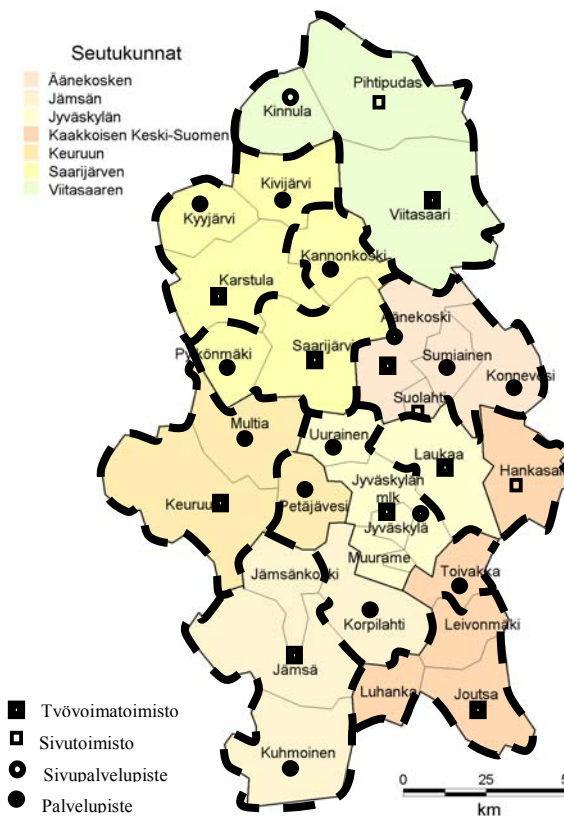 Seutukunnat
Äänekosken
Jämsän
Jyväskylän
Kaakkoisen Keski-Suomen
Keuruun
Saarijärven
Viitasaaren
Pihtipudas
Kinnula
Kivijärvi
Kyyjärvi
Viitasaari
Kannonkoski
Karstula
Äänekoski
Saarijärvi
Sumiainen
Pylkönmäki
Konnevesi
Suolahti
Multia
Uurainen
Laukaa
Hankasal
Jyväskylän
mlk
Keuruu
Petäjävesi
Jyväskylä
Muurame
Toivakka
Jämsänkoski
Korpilahti
Leivonmäki
Jämsä
Luhanka
Joutsa
Kuhmoinen
Työvoimatoimisto
Sivutoimisto
Sivupalvelupiste
Palvelupiste
0 25 5
km